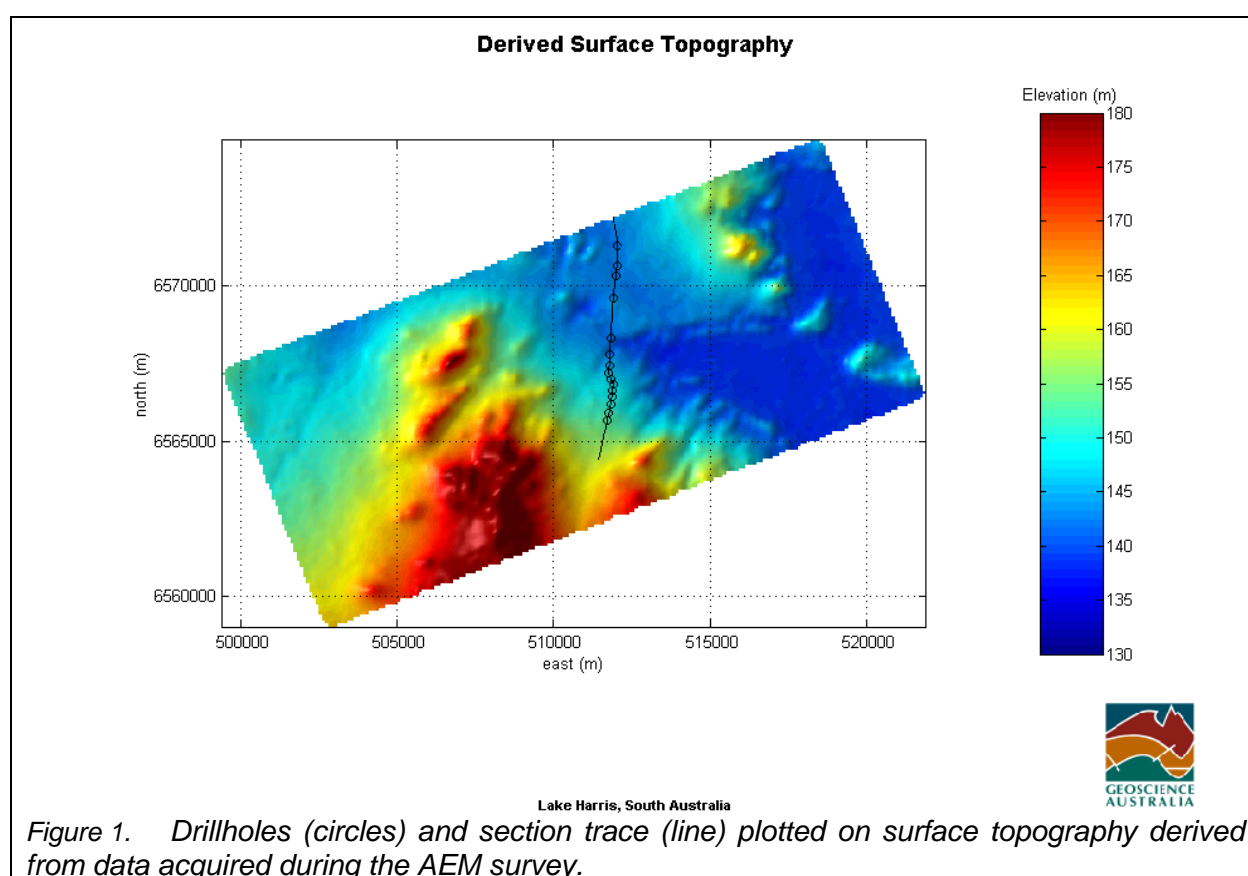 Derived Surface Topography
Elevation (m)
180
175
170
165
160
155
150
145
140
135
130
6570000
6565000
6560000
north (m)
500000 505000 510000 515000 520000
east (m)
GEOSCIENCE
AUSTRALIA
Lake Harris, South Australia
Figure 1. Drillholes (circles) and section trace (line) plotted on surface topography derived
from data acquired during the AEM survey.